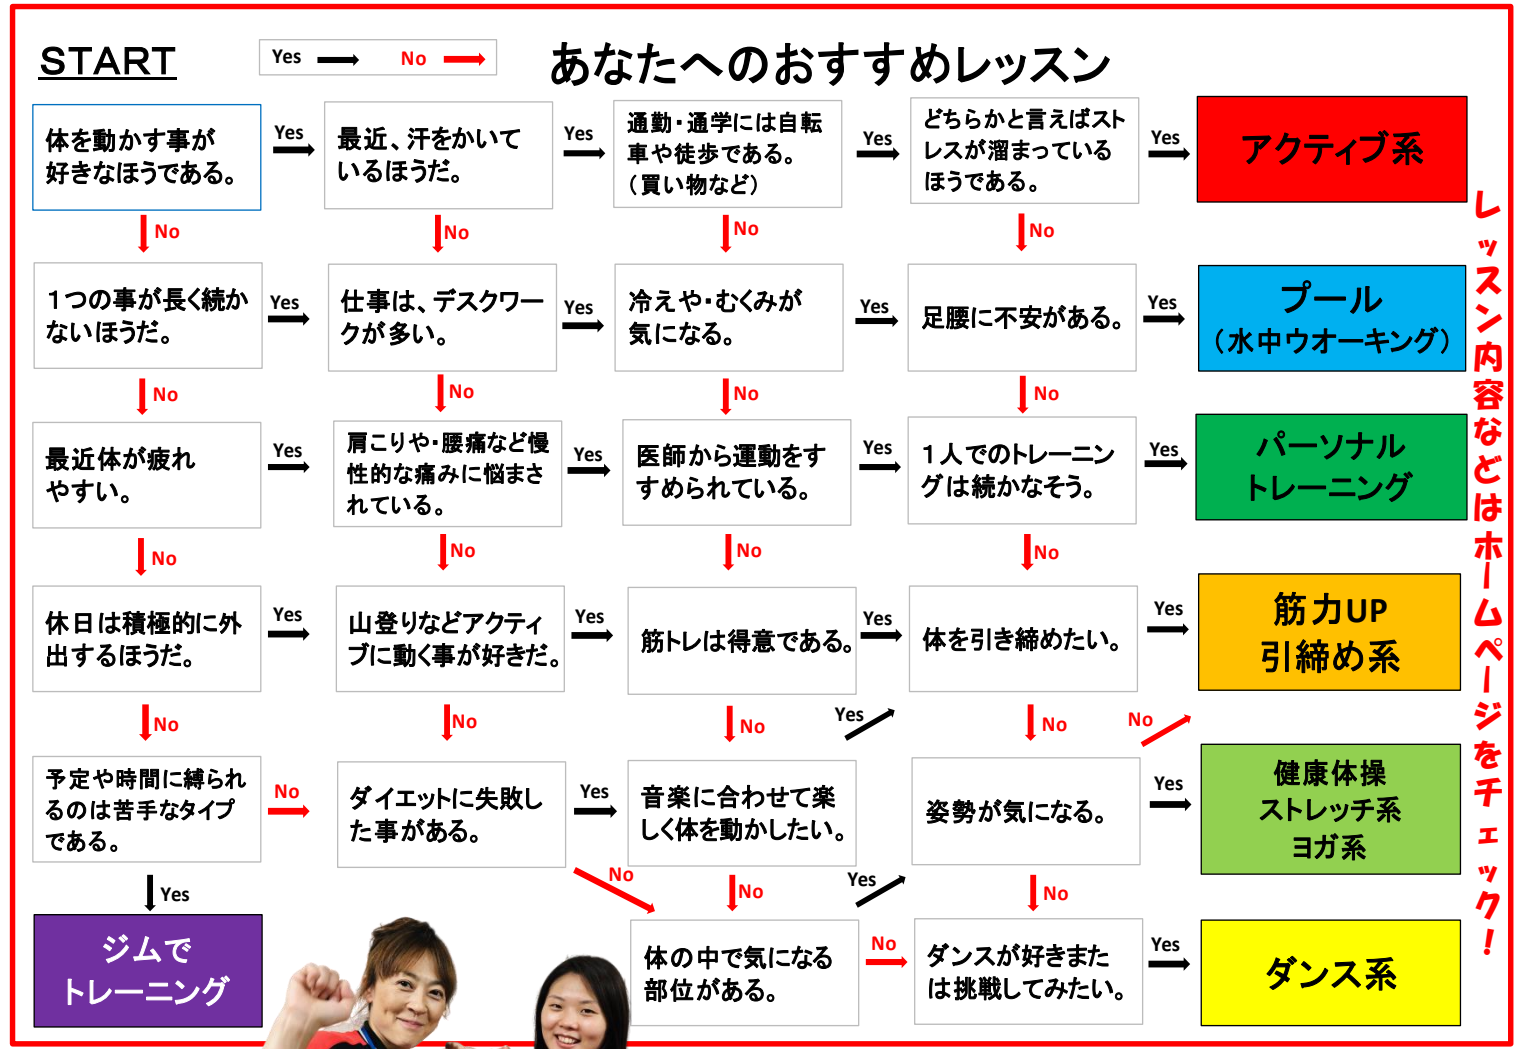 START
Yes
No
あなたへのおすすめレッスン
体を動かす事が
好きなほうである。
Yes
最近、汗をかいて
いるほうだ。
Yes
通勤・通学には自転
車や徒歩である。
（買い物など）
Yes
どちらかと言えばスト
レスが溜まっている
ほうである。
Yes
アクティブ系
No
No
No
No
１つの事が長く続か
ないほうだ。
Yes
仕事は、デスクワー
クが多い。
Yes
冷えや・むくみが
気になる。
Yes
足腰に不安がある。
Yes
プール
（水中ウオーキング）
No
No
No
No
最近体が疲れ
やすい。
Yes
肩こりや・腰痛など慢
性的な痛みに悩まさ
れている。
Yes
医師から運動をす
すめられている。
Yes
１人でのトレーニン
グは続かなそう。
Yes
パーソナル
トレーニング
No
No
No
No
休日は積極的に外
出するほうだ。
Yes
山登りなどアクティ
ブに動く事が好きだ。
Yes
筋トレは得意である。
Yes
体を引き締めたい。
Yes
筋力UP
引締め系
No
No
No
Yes
No
No
予定や時間に縛られ
るのは苦手なタイプ
である。
No
ダイエットに失敗し
た事がある。
Yes
音楽に合わせて楽
しく体を動かしたい。
姿勢が気になる。
Yes
健康体操
ストレッチ系
ヨガ系
Yes
No
No
Yes
No
ジムで
トレーニング
体の中で気になる
部位がある。
No
ダンスが好きまた
は挑戦してみたい。
Yes
ダンス系
レッスン内容などはホームページをチェック！